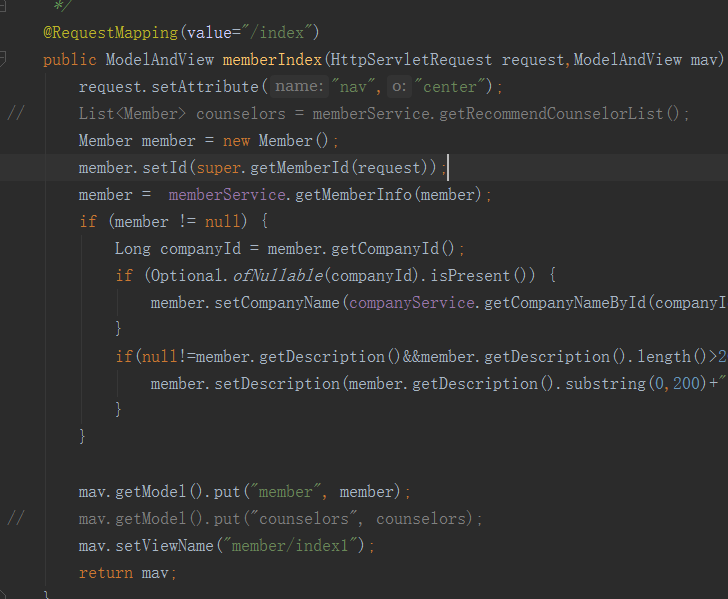 */
@RequestMapping(value="/index")
public ModelAndView memberIndex(HttpServletRequest request,ModelAndView mav)
request.setAttribute( name: "nav", o: "center");
// List<Member> counselors = memberService.getRecommendCounselorList();
Member member = new Member();
member.setId(super.getMemberId(request));
member = memberService.getMemberInfo(member);
if (member != null) {
Long companyId = member.getCompanyId();
if (Optional.ofNullable(companyId).isPresent()) {
member.setCompanyName(companyService.getCompanyNameById(companyI
}
if(null!=member.getDescription()&&member.getDescription().length()>2
member.setDescription(member.getDescription().substring(0,200)+"
}
}
mav.getModel().put("member", member);
// mav.getModel().put("counselors", counselors);
mav.setViewName("member/index1");
return mav;
}